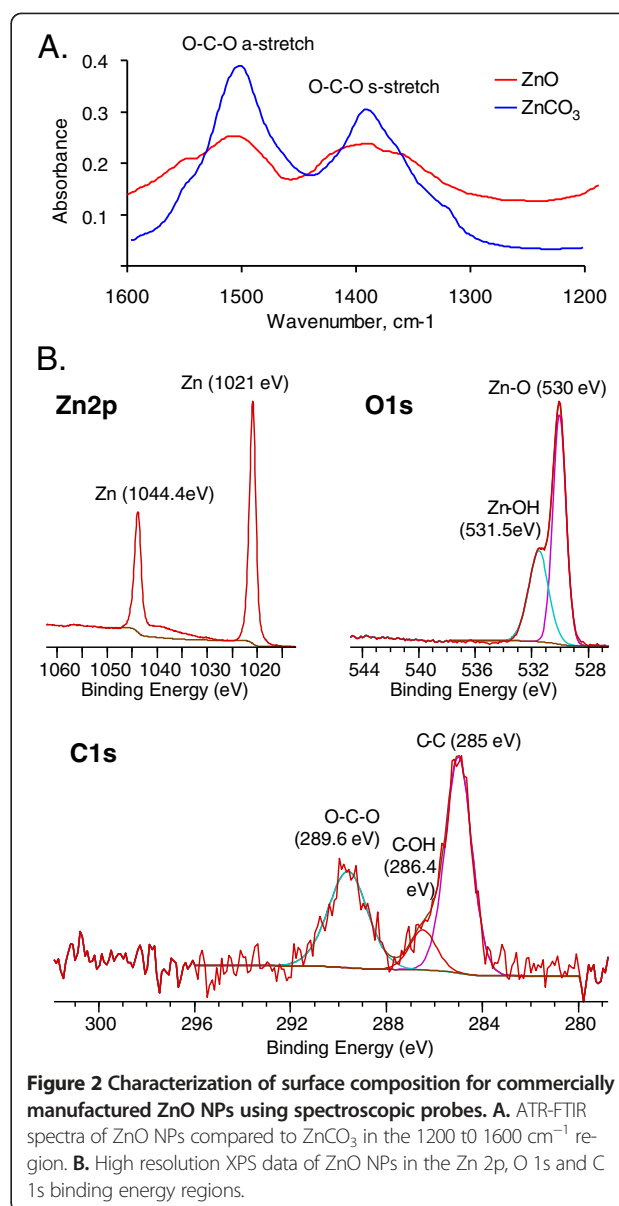 A.
O-C-O a-stretch
O-C-O s-stretch
ZnO
ZnCO₃
0.4
0.3
0.2
0.1
Absorbance
1600 1500 1400 1300 1200
Wavenumber, cm-1
B.
Zn2p
Zn (1021 eV)
Zn (1044.4eV)
1060 1045 1030 1020
Binding Energy (eV)
O1s
Zn-O (530 eV)
Zn-OH
(531.5eV)
544 540 536 532 528
Binding Energy (eV)
C1s
C-C (285 eV)
O-C-O
(289.6 eV)
C-OH
(286.4
eV)
300 296 292 288 284 280
Binding Energy (eV)
Figure 2 Characterization of surface composition for commercially
manufactured ZnO NPs using spectroscopic probes. A. ATR-FTIR
spectra of ZnO NPs compared to ZnCO₃ in the 1200 t0 1600 cm⁻¹ re-
gion. B. High resolution XPS data of ZnO NPs in the Zn 2p, O 1s and C
1s binding energy regions.